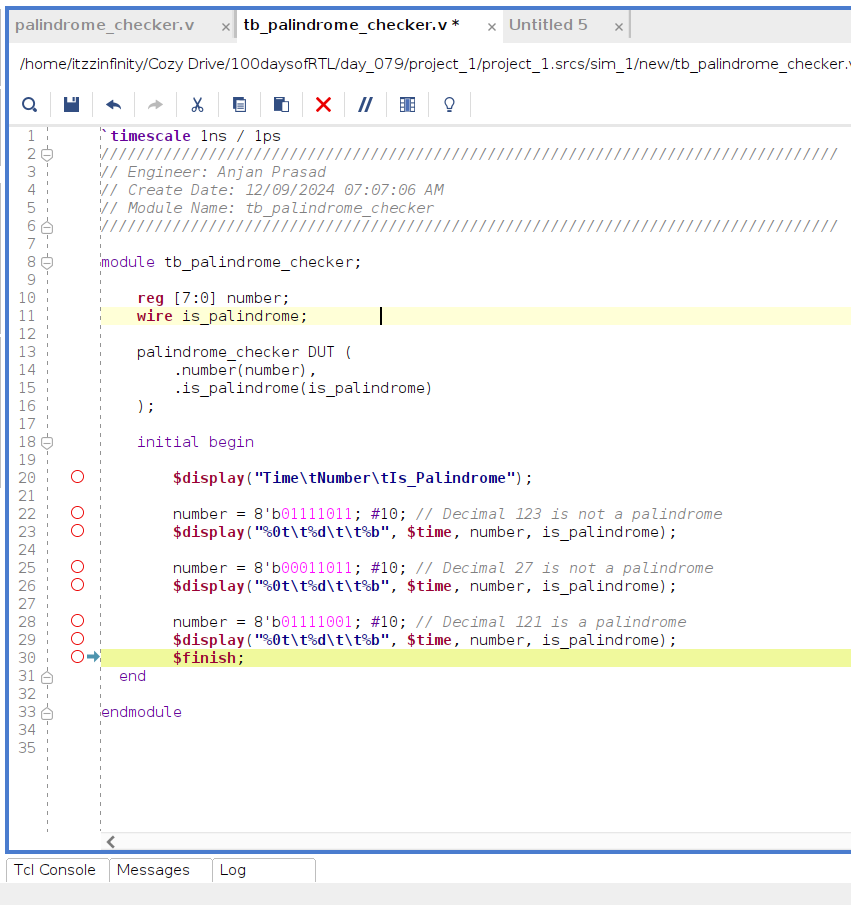 palindrome_checker.v × tb_palindrome_checker.v * × Untitled 5 ×
/home/itzzinfinity/Cozy Drive/100daysofRTL/day_079/project_1/project_1.srcs/sim_1/new/tb_palindrome_checker.v
1 `timescale 1ns / 1ps
2 //////////////////////////////////////////////////////////////////////////////////
3 // Engineer: Anjan Prasad
4 // Create Date: 12/09/2024 07:07:06 AM
5 // Module Name: tb_palindrome_checker
6 //////////////////////////////////////////////////////////////////////////////////
7
8 module tb_palindrome_checker;
9
10 reg [7:0] number;
11 wire is_palindrome;
12
13 palindrome_checker DUT (
14 .number(number),
15 .is_palindrome(is_palindrome)
16 );
17
18 initial begin
19
20 $display("Time\tNumber\tIs_Palindrome");
21
22 number = 8'b01111011; #10; // Decimal 123 is not a palindrome
23 $display("%0t\t%d\t\t%b", $time, number, is_palindrome);
24
25 number = 8'b00011011; #10; // Decimal 27 is not a palindrome
26 $display("%0t\t%d\t\t%b", $time, number, is_palindrome);
27
28 number = 8'b01111001; #10; // Decimal 121 is a palindrome
29 $display("%0t\t%d\t\t%b", $time, number, is_palindrome);
30 $finish;
31 end
32
33 endmodule
34
35
Tcl Console Messages Log